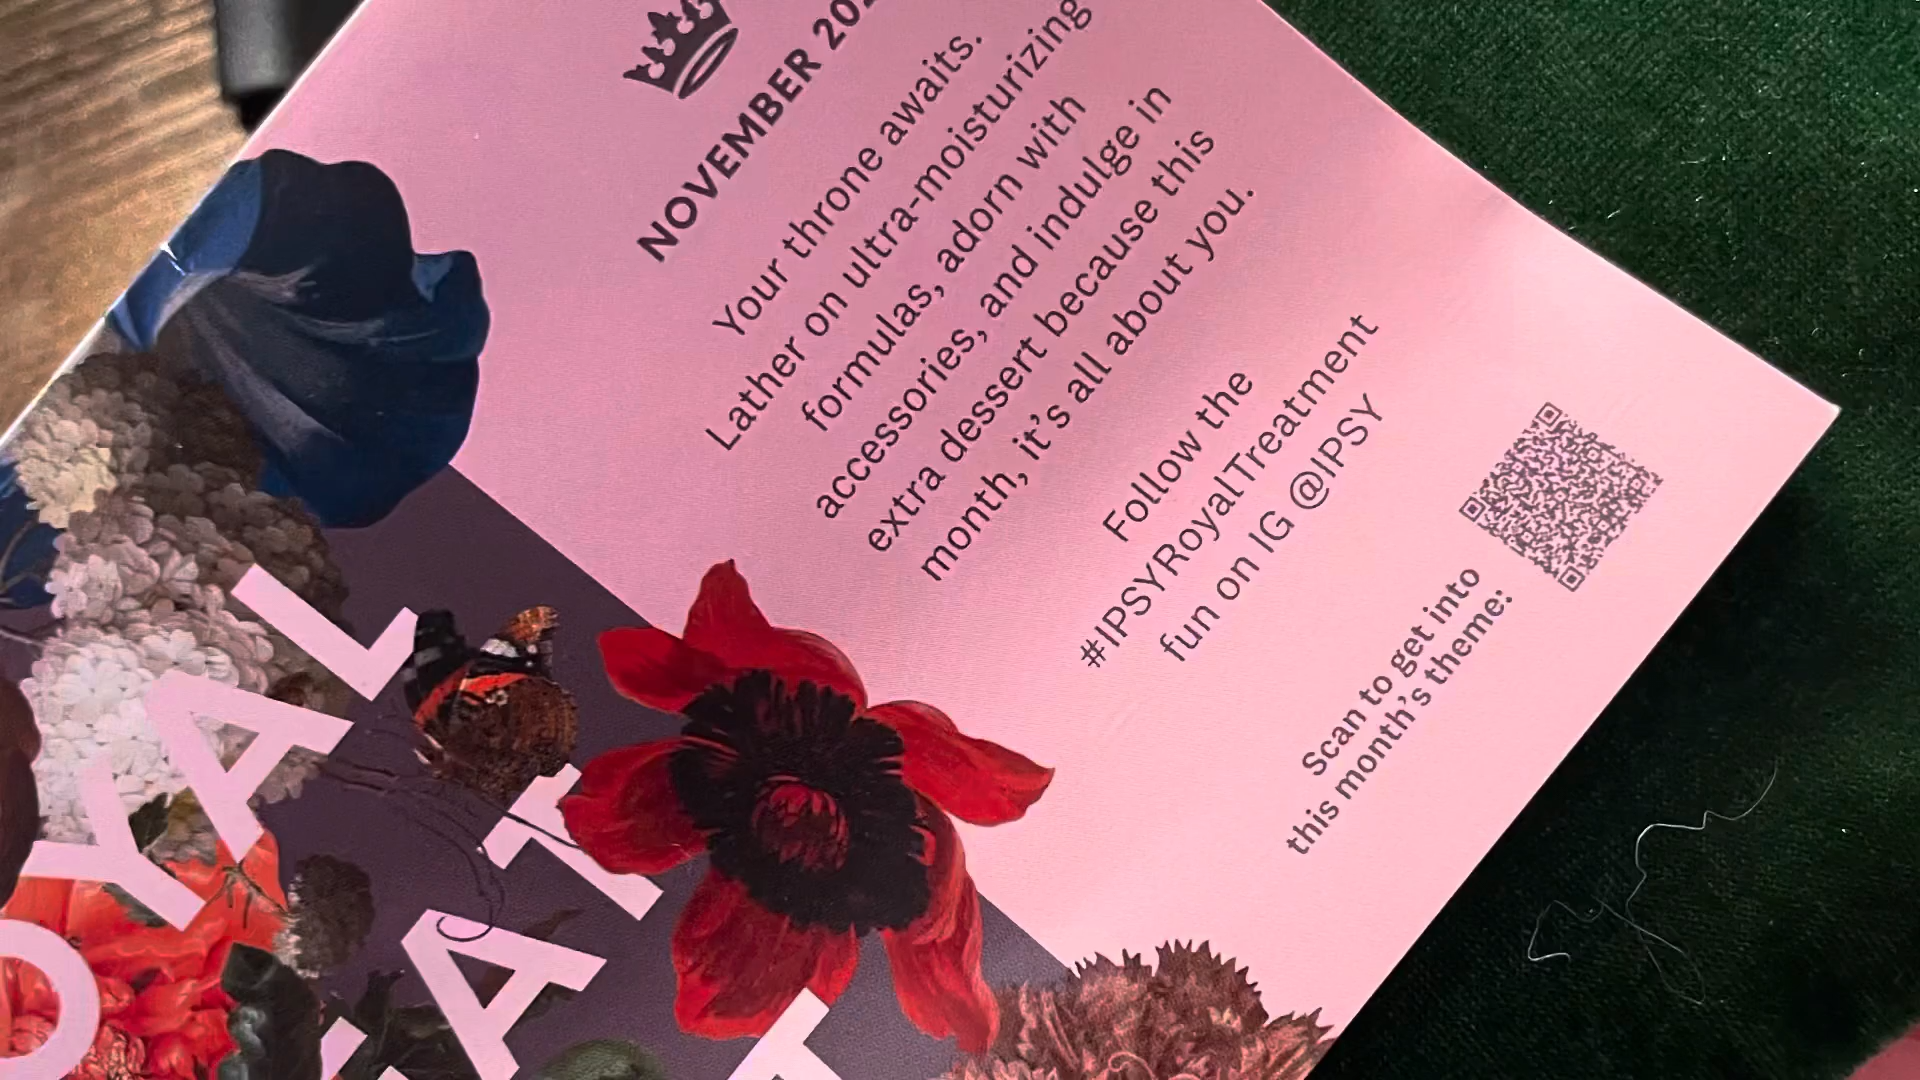 NOVEMBER
Your throne awaits.
Lather on ultra-moisturizing
formulas, adorn with
accessories, and indulge in
extra dessert because this
month, it's all about you.
Follow the
#IPSYRoyalTreatment
fun on IG @IPSY
Scan to get into
this month's theme:
OYAL